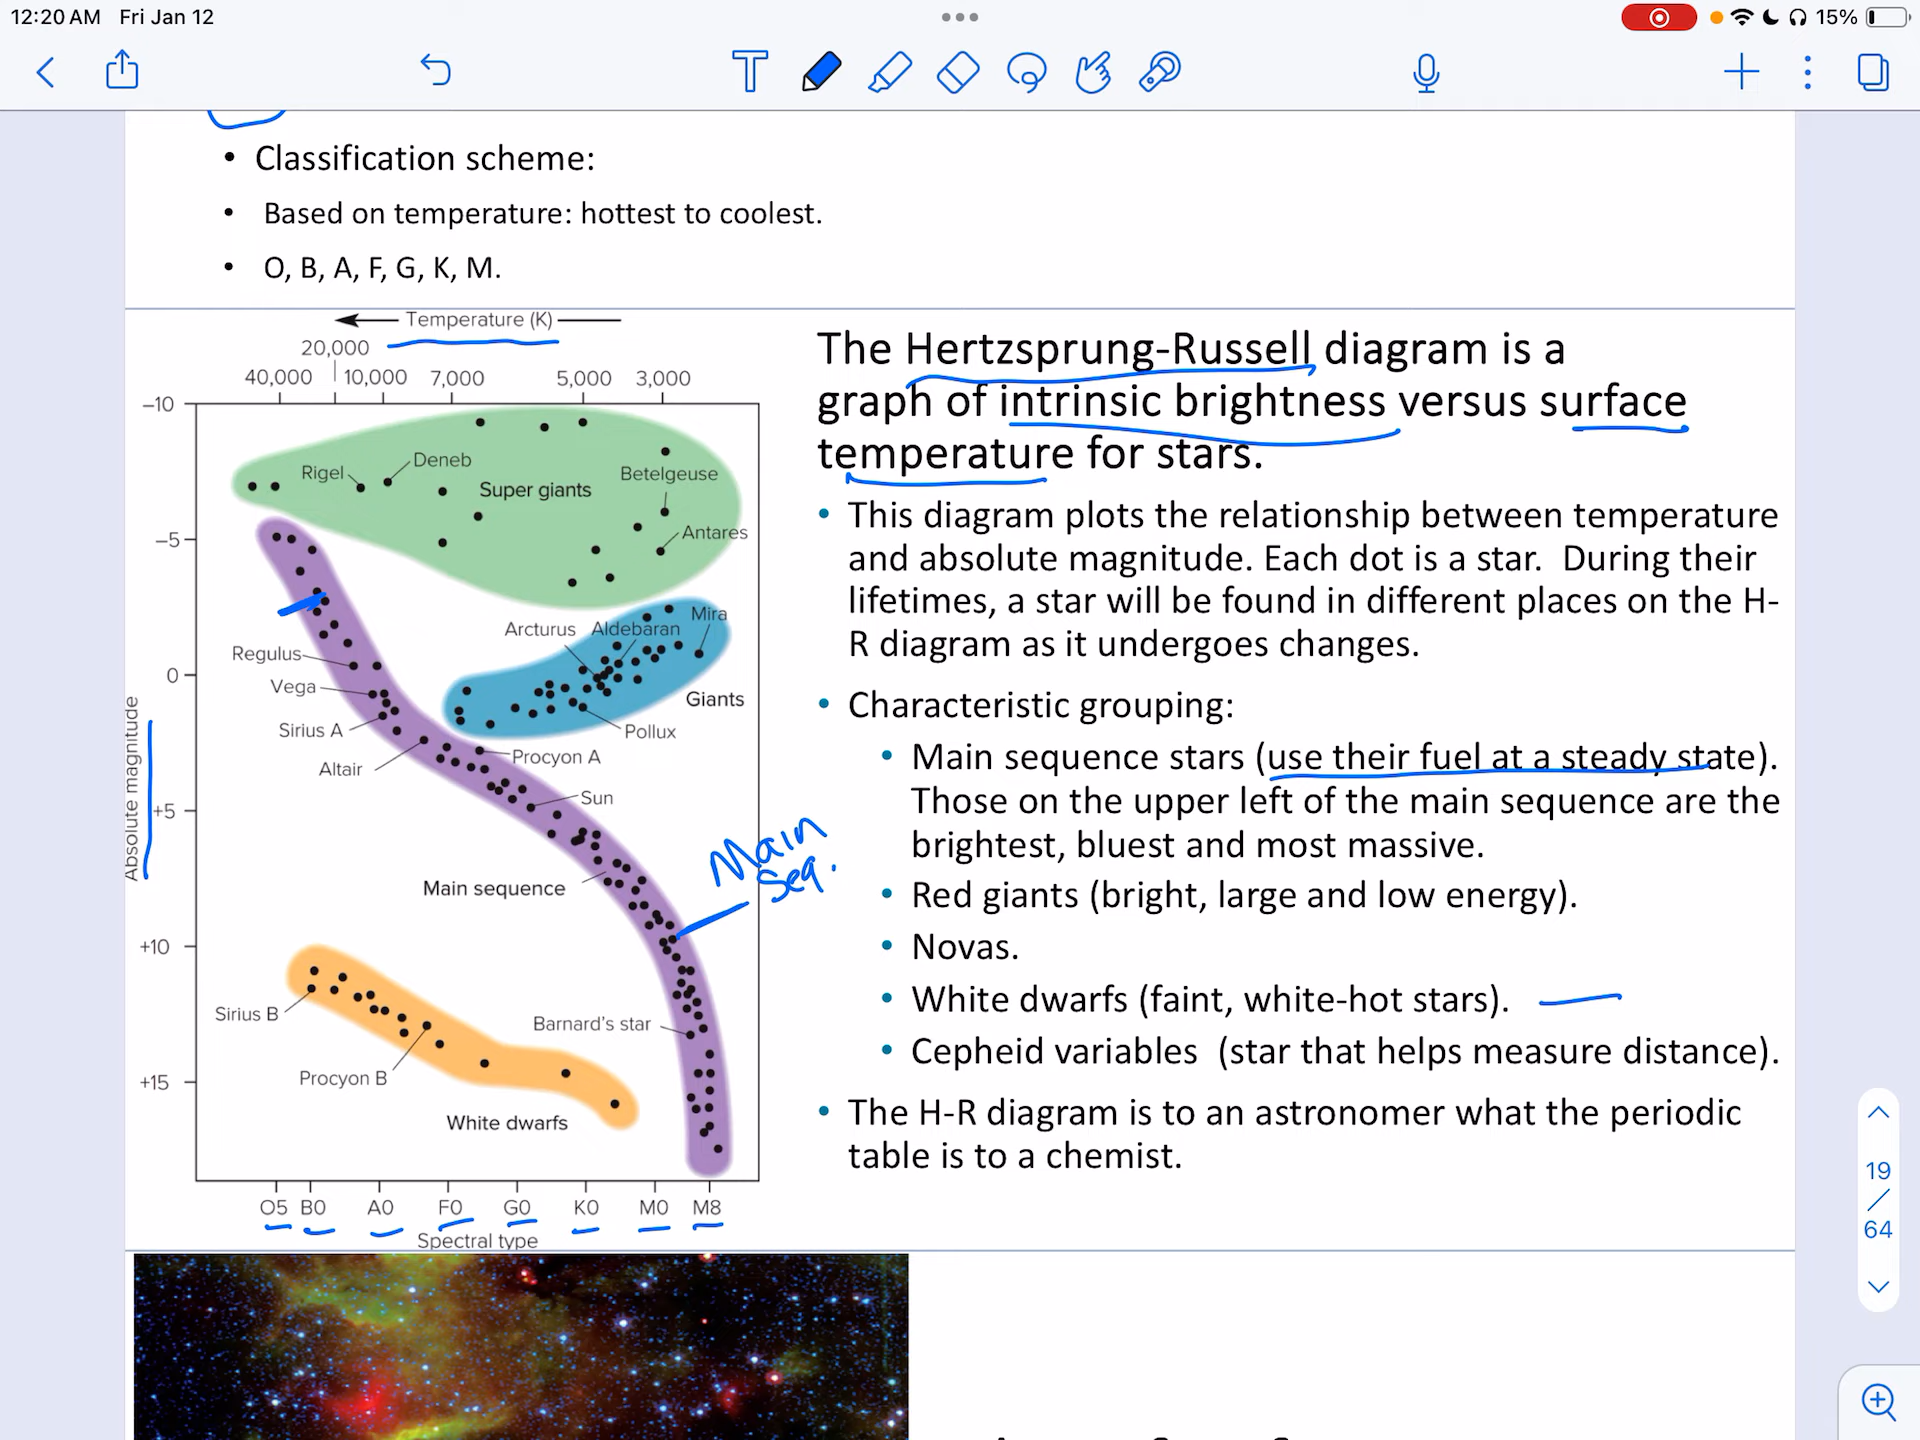 12:20 AM Fri Jan 12
15%
• Classification scheme:
• Based on temperature: hottest to coolest.
• O, B, A, F, G, K, M.
Temperature (K)
20,000
40,000 10,000 7,000 5,000 3,000
–10
Rigel
Deneb
Super giants
Betelgeuse
–5
Antares
Arcturus Aldebaran
Mira
Regulus
0
Vega
Giants
Sirius A
Pollux
Altair
Procyon A
Absolute magnitude
Sun
+5
Main sequence
Main
Seq.
+10
Sirius B
Barnard's star
Procyon B
+15
White dwarfs
O5 B0 A0 F0 G0 K0 M0 M8
Spectral type
The Hertzsprung-Russell diagram is a
graph of intrinsic brightness versus surface
temperature for stars.
• This diagram plots the relationship between temperature
and absolute magnitude. Each dot is a star. During their
lifetimes, a star will be found in different places on the H-
R diagram as it undergoes changes.
• Characteristic grouping:
• Main sequence stars (use their fuel at a steady state).
Those on the upper left of the main sequence are the
brightest, bluest and most massive.
• Red giants (bright, large and low energy).
• Novas.
• White dwarfs (faint, white-hot stars).
• Cepheid variables (star that helps measure distance).
• The H-R diagram is to an astronomer what the periodic
table is to a chemist.
19
/
64